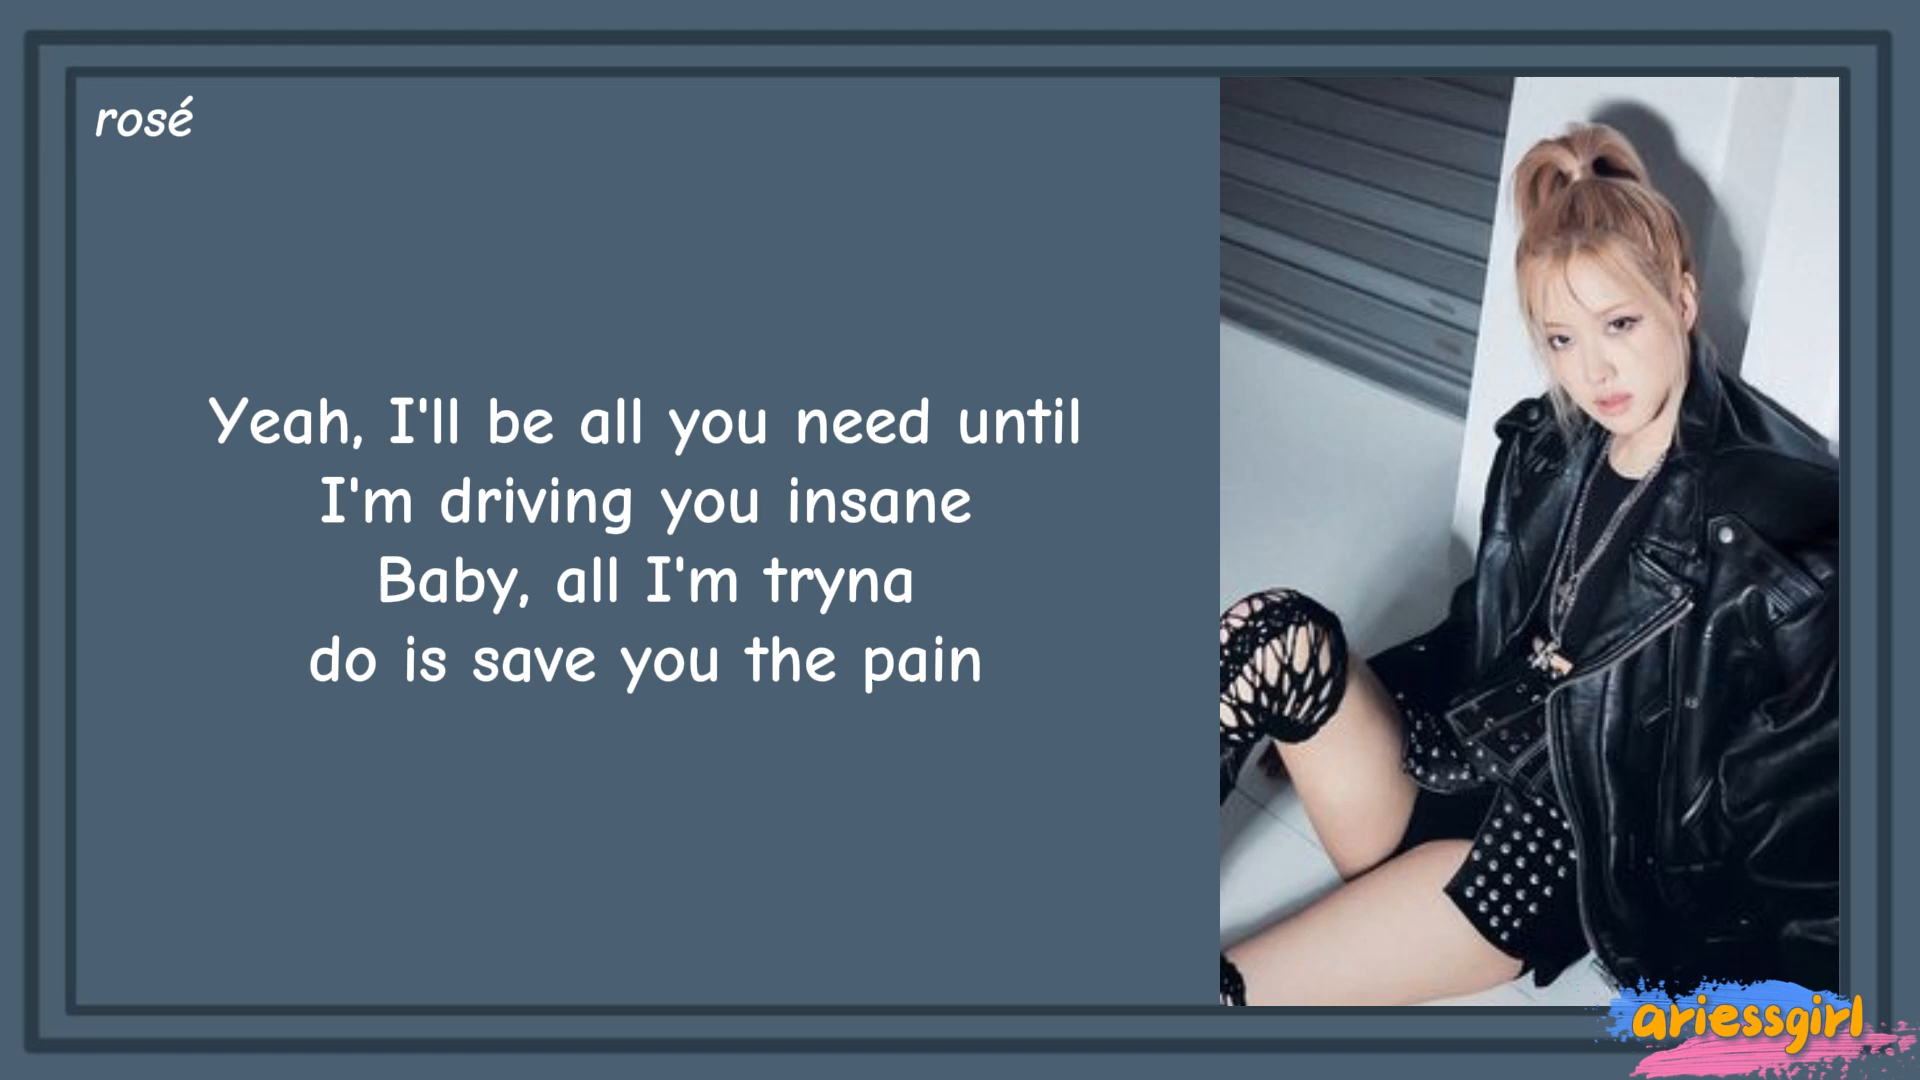 rosé
Yeah, I'll be all you need until
I'm driving you insane
Baby, all I'm tryna
do is save you the pain
ariessgirl